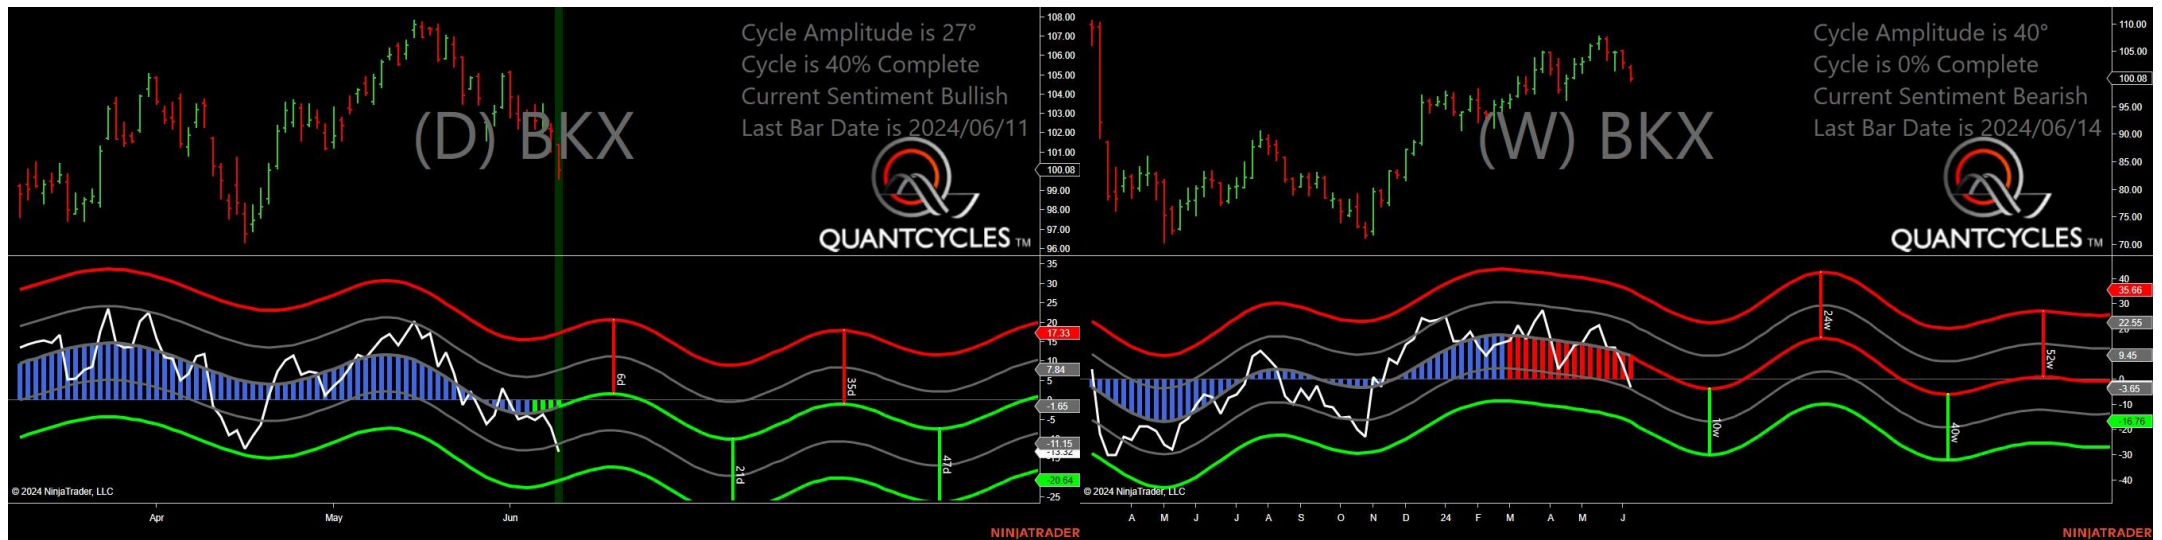 Cycle Amplitude is 27°
Cycle is 40% Complete
Current Sentiment Bullish
Last Bar Date is 2024/06/11
(D) BKX
QUANTCYCLES TM
108.00
107.00
106.00
105.00
104.00
103.00
102.00
101.00
100.08
99.00
98.00
97.00
96.00
35
30
25
20
17.33
15
10
7.84
5
-1.65
-5
-11.15
-13.32
-20.64
-25
6d
21d
35d
47d
© 2024 NinjaTrader, LLC
Apr May Jun
NINJATRADER
Cycle Amplitude is 40°
Cycle is 0% Complete
Current Sentiment Bearish
Last Bar Date is 2024/06/14
(W) BKX
QUANTCYCLES TM
110.00
105.00
100.08
95.00
90.00
85.00
80.00
75.00
70.00
40
35.66
30
22.55
20
9.45
0
-3.65
-10
-16.76
-20
-30
-40
10w
24w
40w
52w
© 2024 NinjaTrader, LLC
A M J J A S O N D 24 F M A M J
NINJATRADER